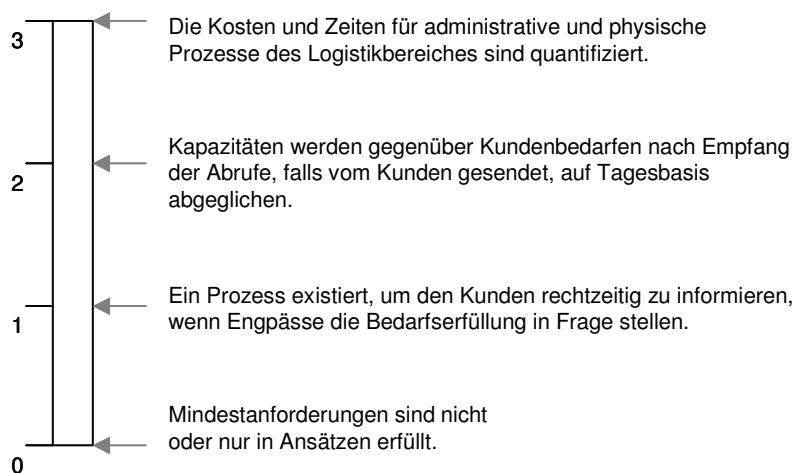 3
Die Kosten und Zeiten für administrative und physische
Prozesse des Logistikbereiches sind quantifiziert.
2
Kapazitäten werden gegenüber Kundenbedarfen nach Empfang
der Abrufe, falls vom Kunden gesendet, auf Tagesbasis
abgeglichen.
1
Ein Prozess existiert, um den Kunden rechtzeitig zu informieren,
wenn Engpässe die Bedarfserfüllung in Frage stellen.
Mindestanforderungen sind nicht
oder nur in Ansätzen erfüllt.
0